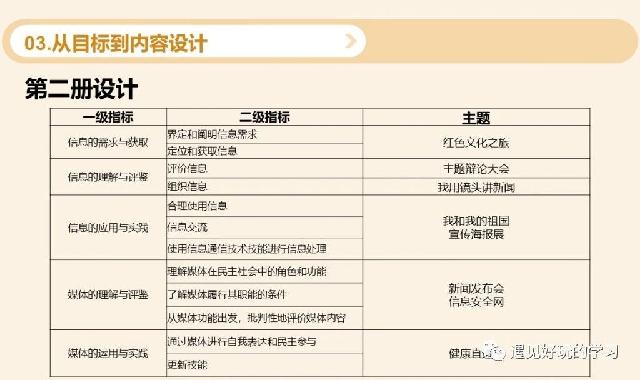 03.从目标到内容设计
第二册设计
一级指标 二级指标 主题
信息的需求与获取 界定和阐明信息需求 红色文化之旅
定位和获取信息
信息的理解与评鉴 评价信息 主题辩论大会
组织信息 我用镜头讲新闻
信息的应用与实践 合理使用信息 我和我的祖国
信息交流 宣传海报展
使用信息通信技术技能进行信息处理
媒体的理解与评鉴 理解媒体在民主社会中的角色和功能 新闻发布会
了解媒体履行其职能的条件 信息安全网
从媒体功能出发，批判性地评价媒体内容
媒体的运用与实践 通过媒体进行自我表达和民主参与 健康直
更新技能
遇见好玩的学习